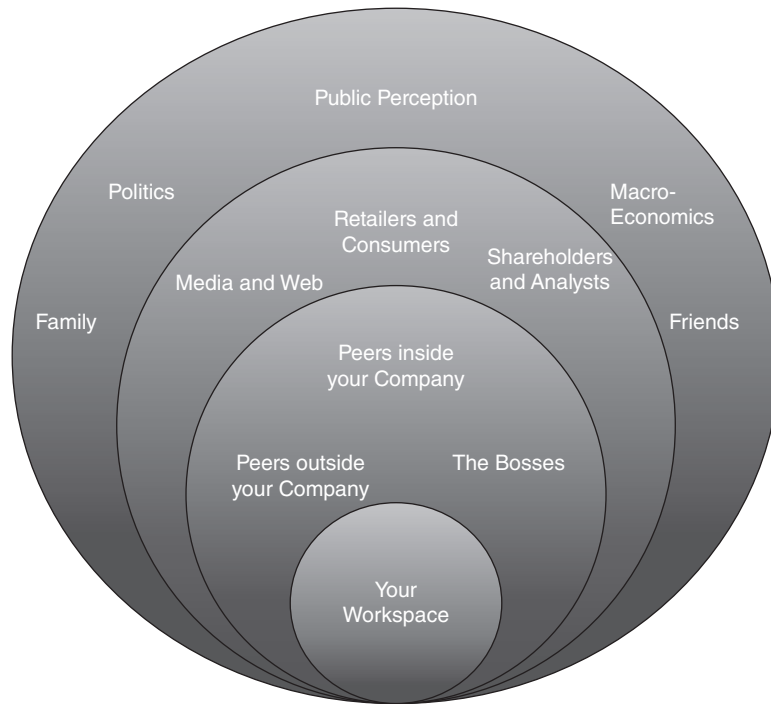 Public Perception
Politics
Macro-
Economics
Retailers and
Consumers
Shareholders
and Analysts
Media and Web
Family
Friends
Peers inside
your Company
Peers outside
your Company
The Bosses
Your
Workspace